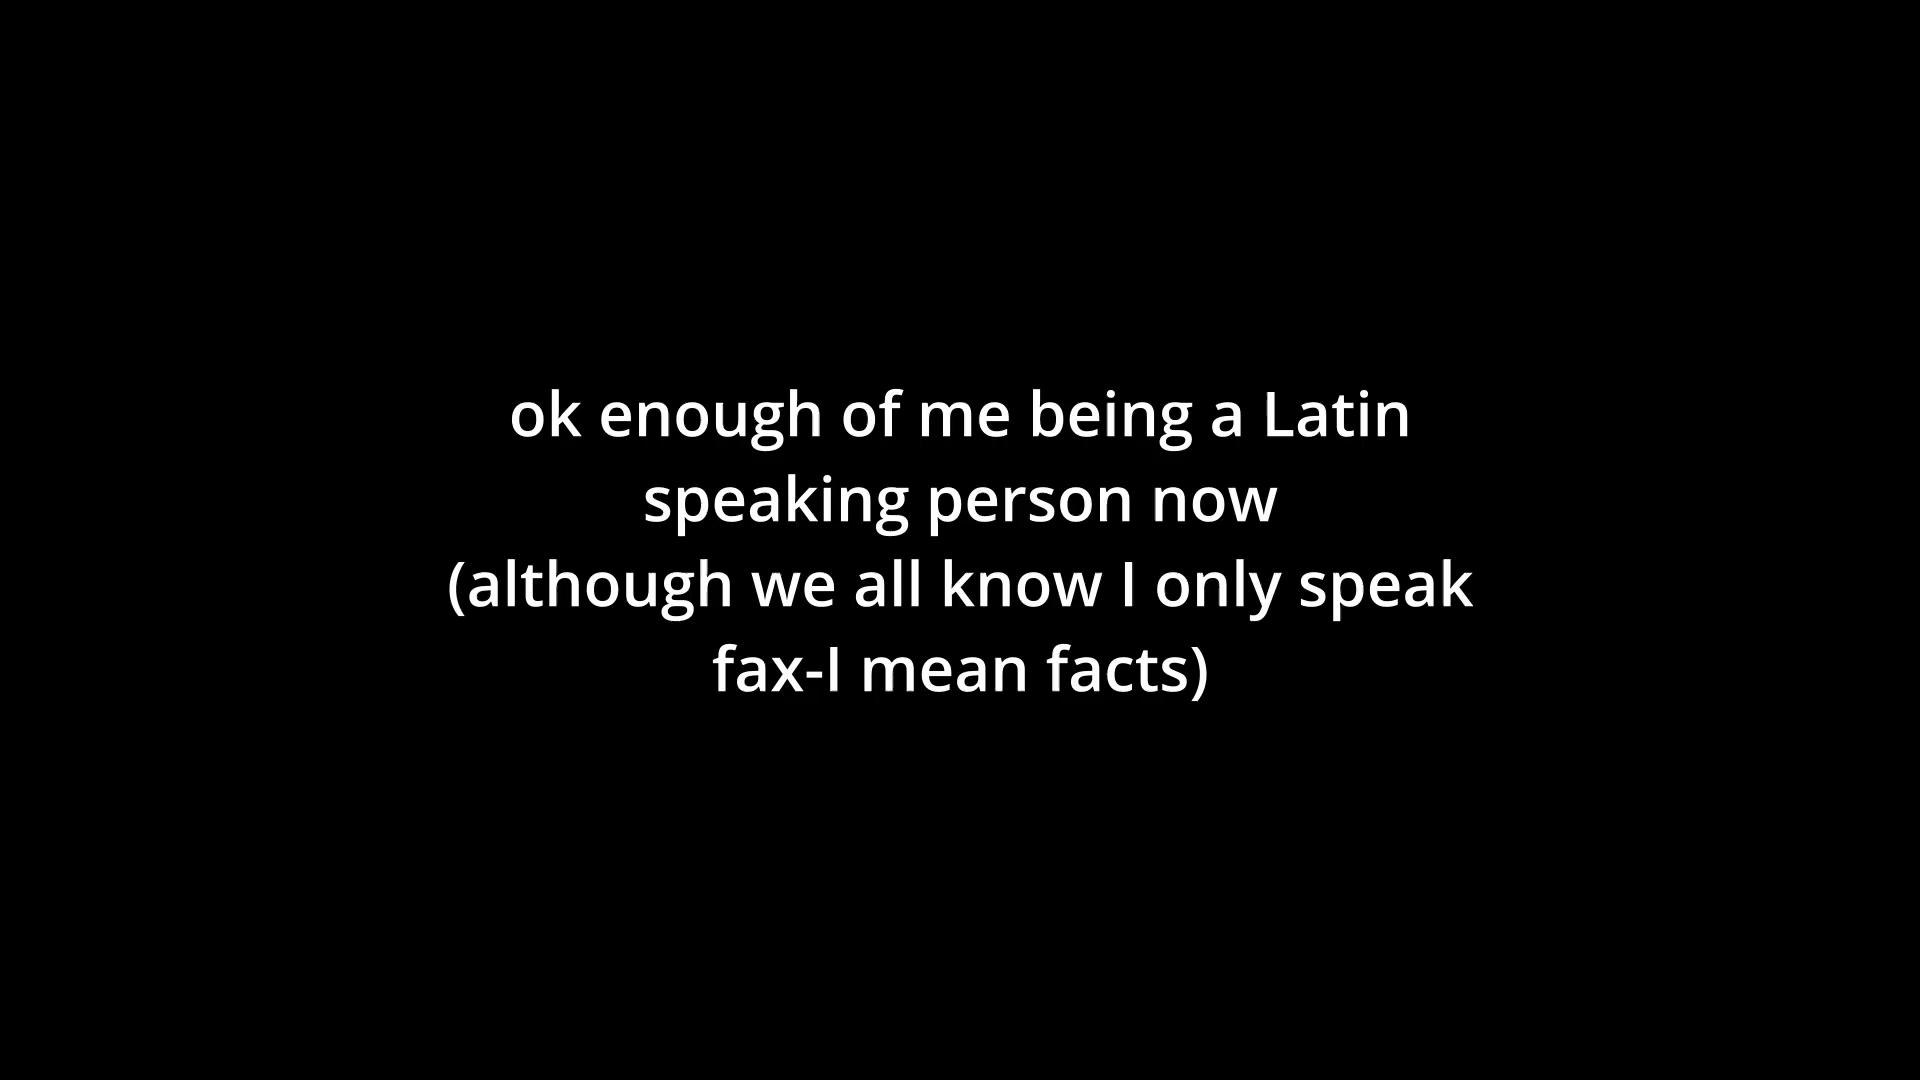 ok enough of me being a Latin
speaking person now
(although we all know I only speak
fax-I mean facts)